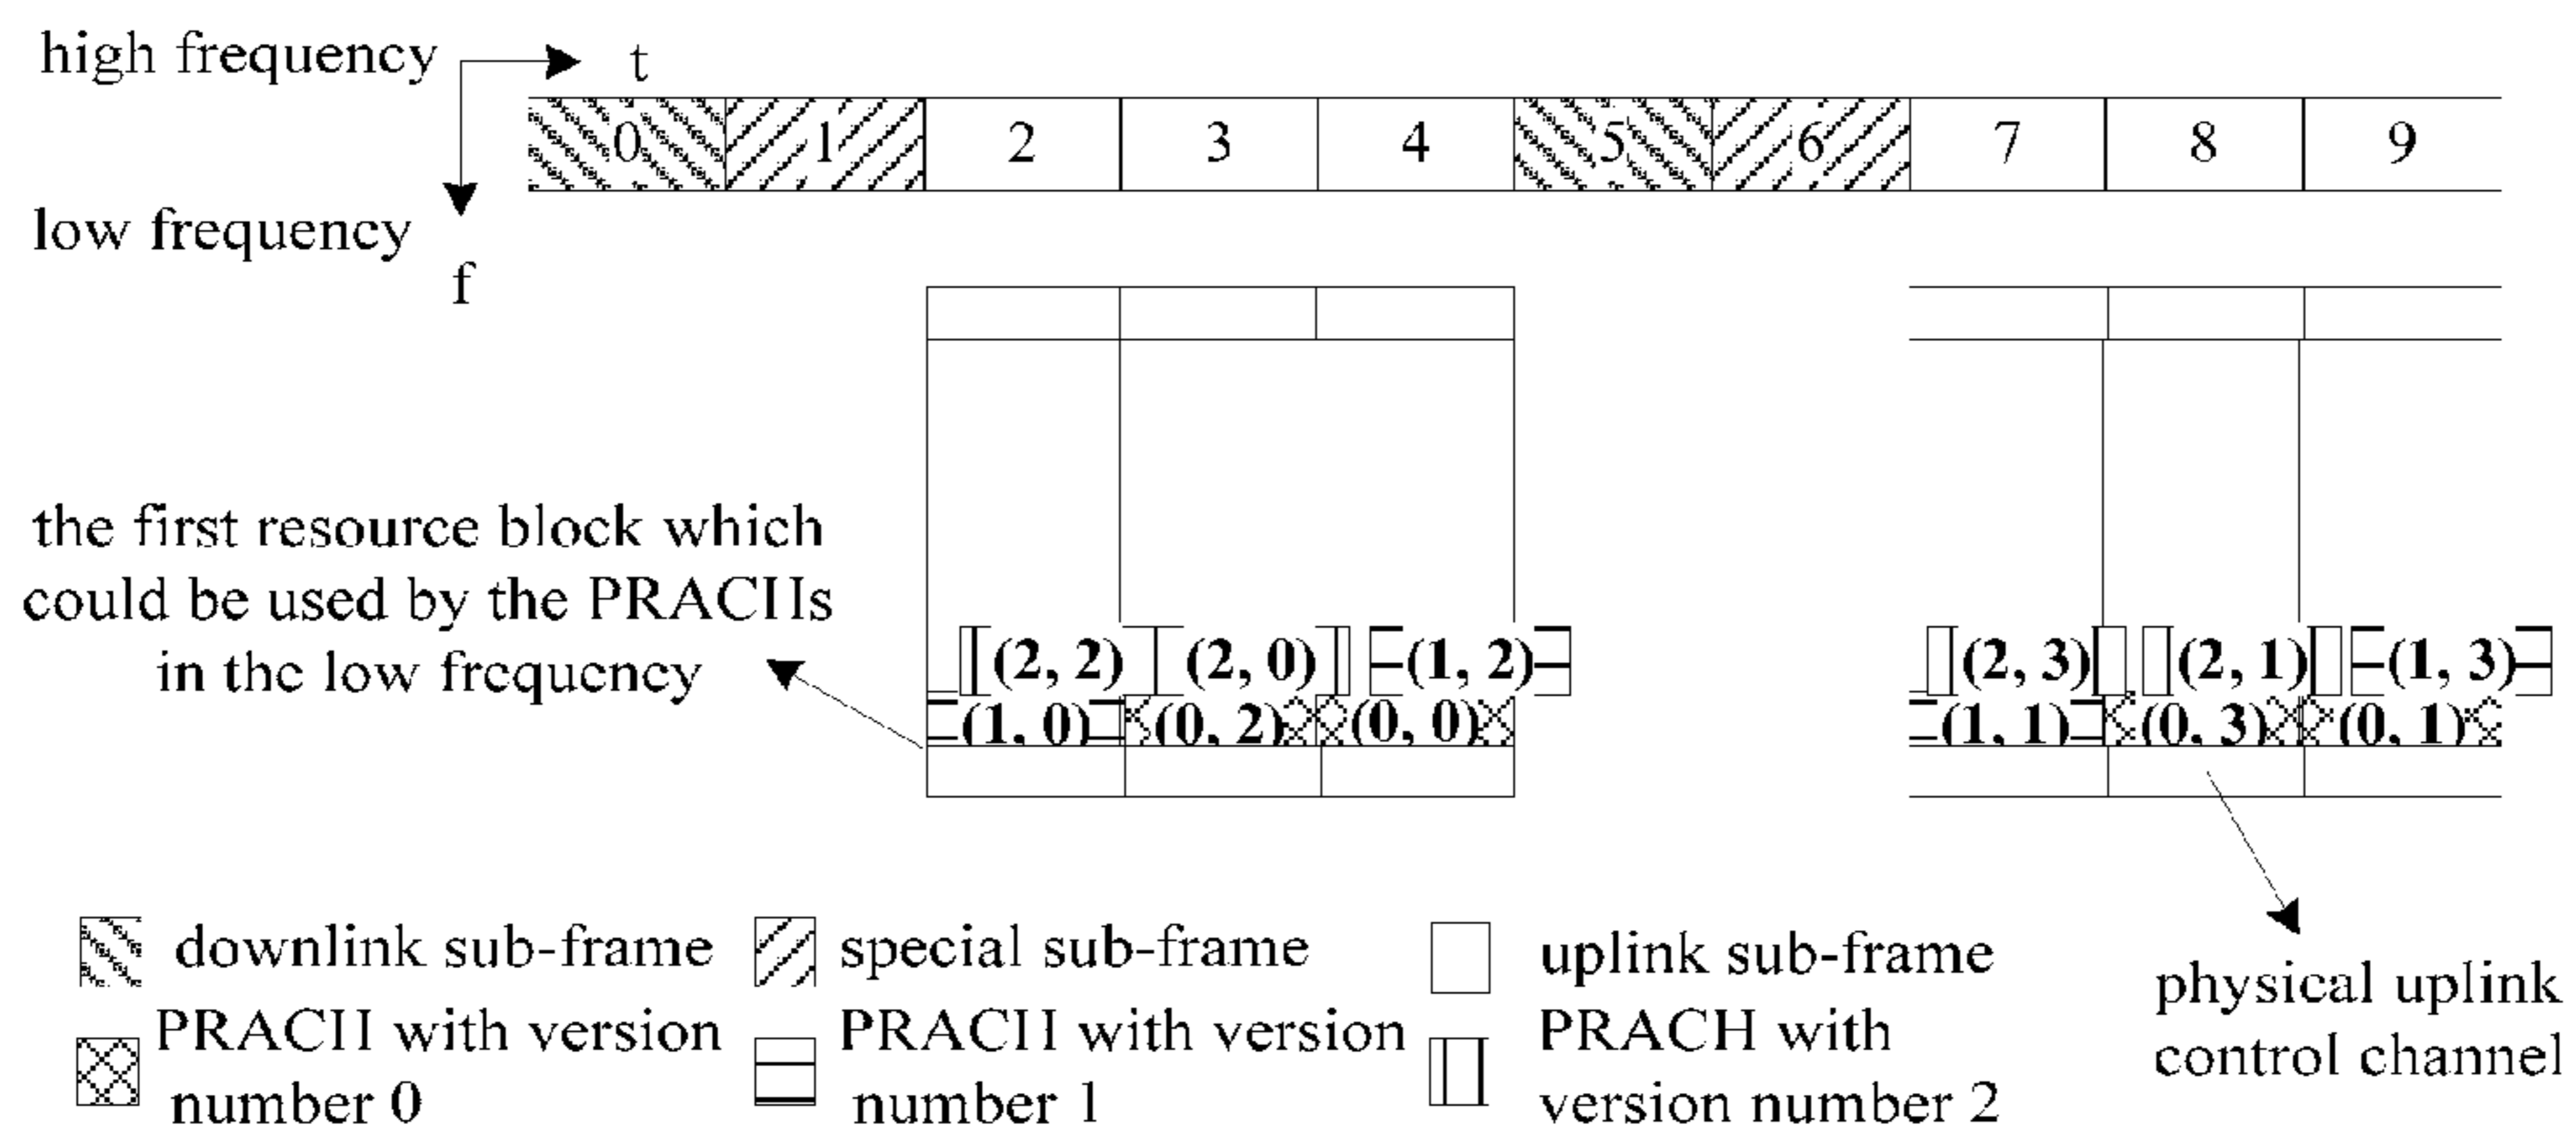 high frequency
t
0 1 2 3 4 5 6 7 8 9
low frequency
f
the first resource block which
could be used by the PRACHs
in the low frequency
(2, 2) (2, 0) (1, 2) (2, 3) (2, 1) (1, 3)
(1, 0) (0, 2) (0, 0) (1, 1) (0, 3) (0, 1)
downlink sub-frame
special sub-frame
uplink sub-frame
physical uplink
control channel
PRACH with version
number 0
PRACH with version
number 1
PRACH with
version number 2